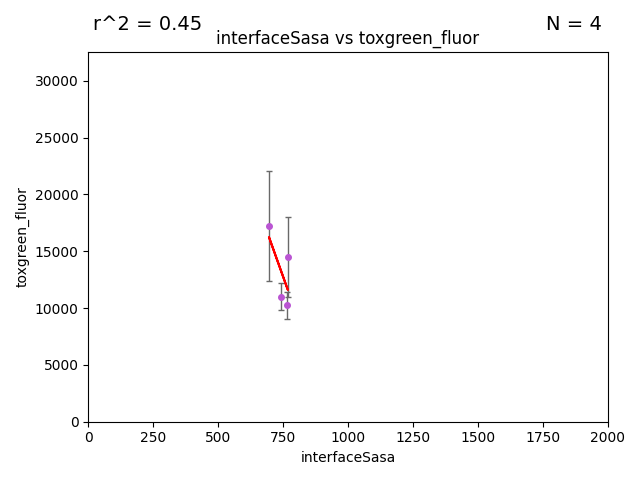 r^2 = 0.45
N = 4
interfaceSasa vs toxgreen_fluor
30000
25000
20000
15000
10000
5000
0
toxgreen_fluor
0 250 500 750 1000 1250 1500 1750 2000
interfaceSasa